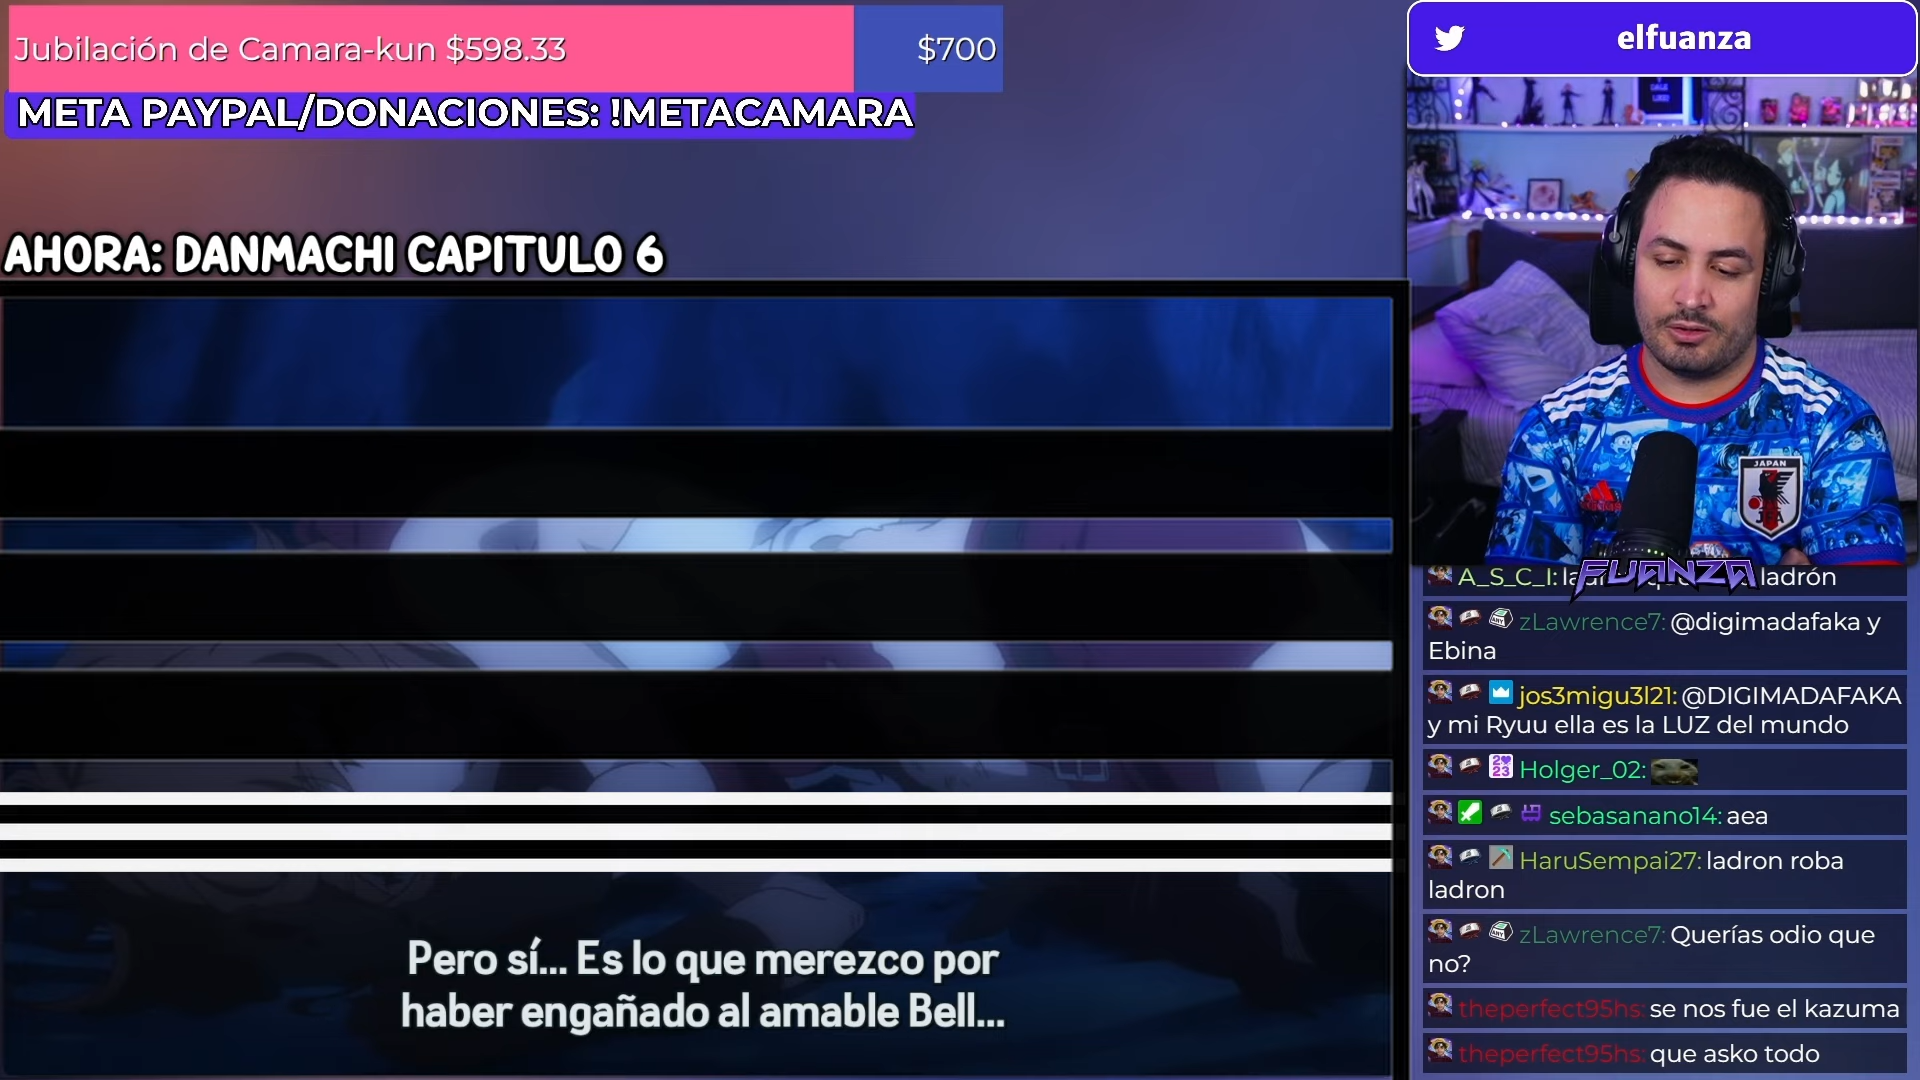 Jubilación de Camara-kun $598.33
$700
META PAYPAL/DONACIONES: !METACAMARA
AHORA: DANMACHI CAPITULO 6
Pero sí... Es lo que merezco por
haber engañado al amable Bell...
elfuanza
JAPAN
JFA
adidas
FUANZA
A_S_C_I: ladrón
zLawrence7: @digimadafaka y
Ebina
jos3migu3l21: @DIGIMADAFAKA
y mi Ryuu ella es la LUZ del mundo
Holger_02:
sebasanano14: aea
HaruSempai27: ladron roba
ladron
zLawrence7: Querías odio que
no?
theperfect95hs: se nos fue el kazuma
theperfect95hs: que asko todo